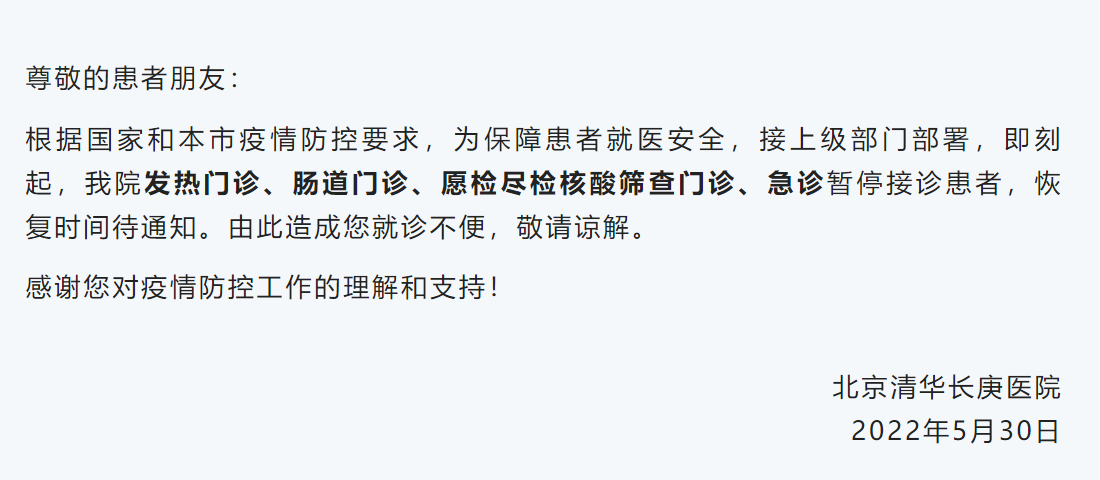 尊敬的患者朋友：
根据国家和本市疫情防控要求，为保障患者就医安全，接上级部门部署，即刻
起，我院发热门诊、肠道门诊、愿检尽检核酸筛查门诊、急诊暂停接诊患者，恢
复时间待通知。由此造成您就诊不便，敬请谅解。
感谢您对疫情防控工作的理解和支持！
北京清华长庚医院
2022年5月30日